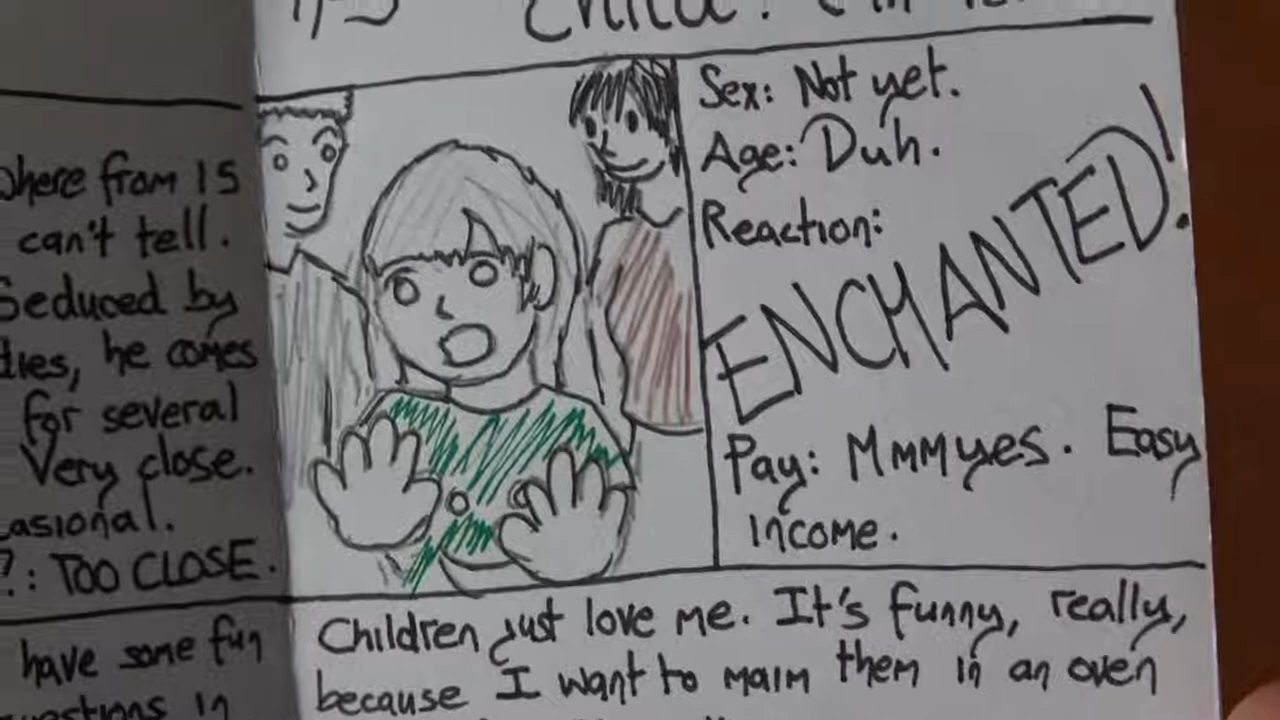 Child!
where from 15
can't tell.
Seduced by
he comes
for several
Very close.
?: TOO CLOSE.
have some fun
in
Sex: Not yet.
Age: Duh.
Reaction:
ENCHANTED!
Pay: MMMyes. Easy
income.
Children just love me. It's funny, really,
because I want to maim them in an oven